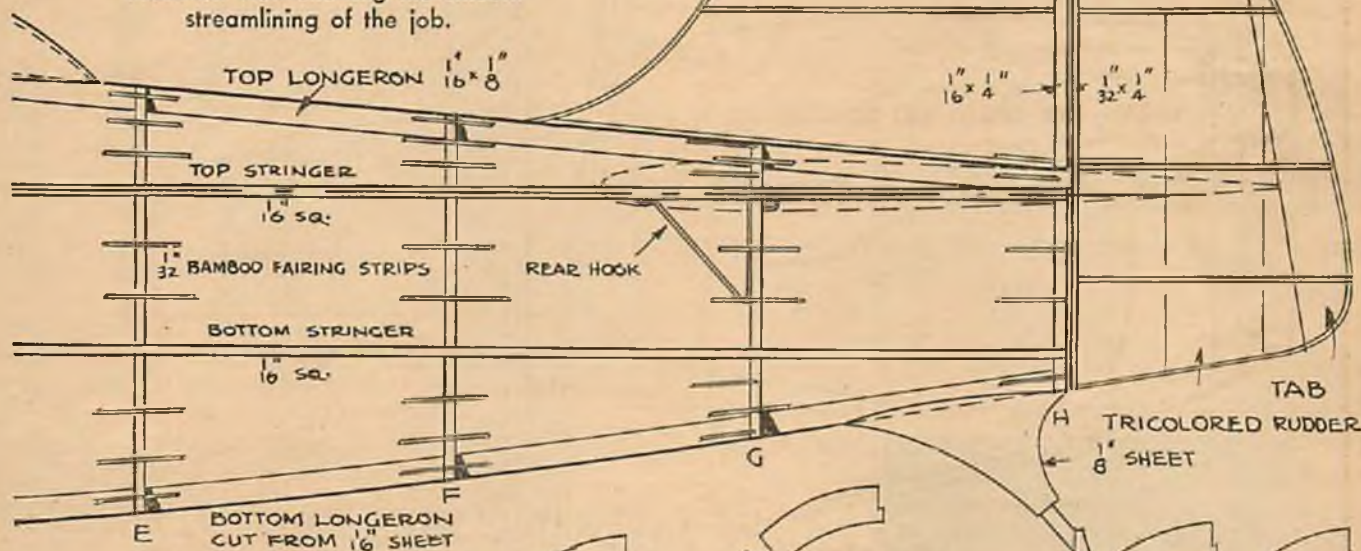 streamlining of the job.
TOP LONGERON 1/16" x 1/8"
1/16" x 1/4"
1/32" x 1/4"
TOP STRINGER
1/16" SQ.
1/32" BAMBOO FAIRING STRIPS
REAR HOOK
BOTTOM STRINGER
1/16" SQ.
TAB
H
TRICOLORED RUDDER
1/8" SHEET
G
F
E
BOTTOM LONGERON
CUT FROM 1/16" SHEET